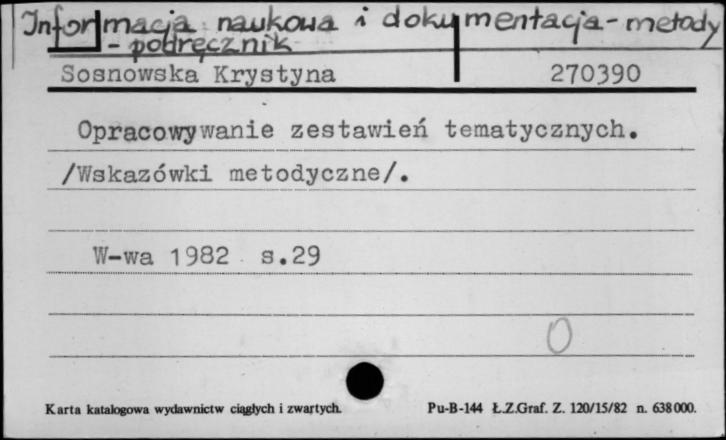 Informacja naukowa i dokumentacja - metody
- podręcznik
Sosnowska Krystyna 270390
Opracowywanie zestawień tematycznych.
/Wskazówki metodyczne/.
W-wa 1982 s.29
O
Karta katalogowa wydawnictw ciągłych i zwartych. Pu-B-144 Ł.Z.Graf. Z. 120/15/82 n. 638000.